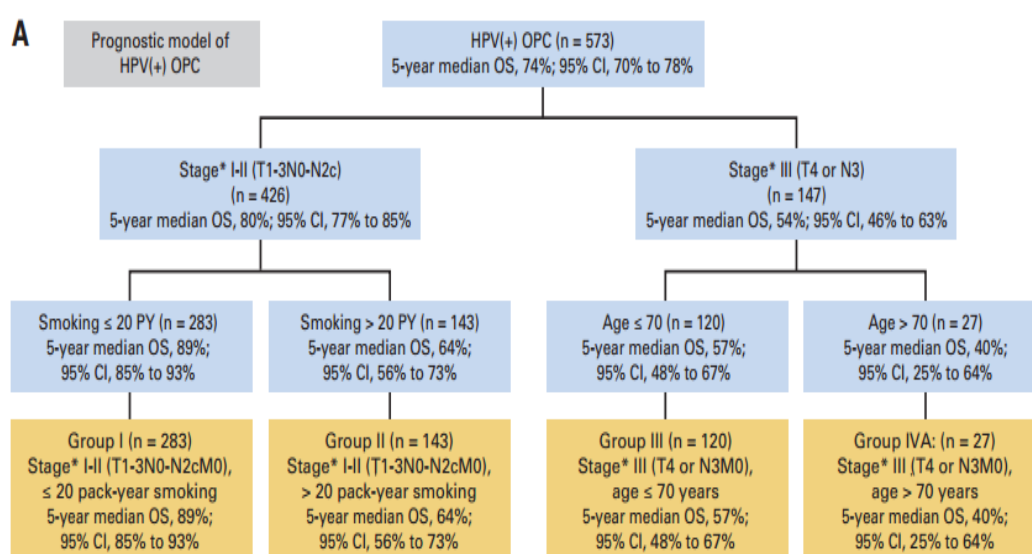 A
Prognostic model of
HPV(+) OPC
HPV(+) OPC (n = 573)
5-year median OS, 74%; 95% CI, 70% to 78%
Stage* I-II (T1-3N0-N2c)
(n = 426)
5-year median OS, 80%; 95% CI, 77% to 85%
Stage* III (T4 or N3)
(n = 147)
5-year median OS, 54%; 95% CI, 46% to 63%
Smoking ≤ 20 PY (n = 283)
5-year median OS, 89%;
95% CI, 85% to 93%
Smoking > 20 PY (n = 143)
5-year median OS, 64%;
95% CI, 56% to 73%
Age ≤ 70 (n = 120)
5-year median OS, 57%;
95% CI, 48% to 67%
Age > 70 (n = 27)
5-year median OS, 40%;
95% CI, 25% to 64%
Group I (n = 283)
Stage* I-II (T1-3N0-N2cM0),
≤ 20 pack-year smoking
5-year median OS, 89%;
95% CI, 85% to 93%
Group II (n = 143)
Stage* I-II (T1-3N0-N2cM0),
> 20 pack-year smoking
5-year median OS, 64%;
95% CI, 56% to 73%
Group III (n = 120)
Stage* III (T4 or N3M0),
age ≤ 70 years
5-year median OS, 57%;
95% CI, 48% to 67%
Group IVA: (n = 27)
Stage* III (T4 or N3M0),
age > 70 years
5-year median OS, 40%;
95% CI, 25% to 64%